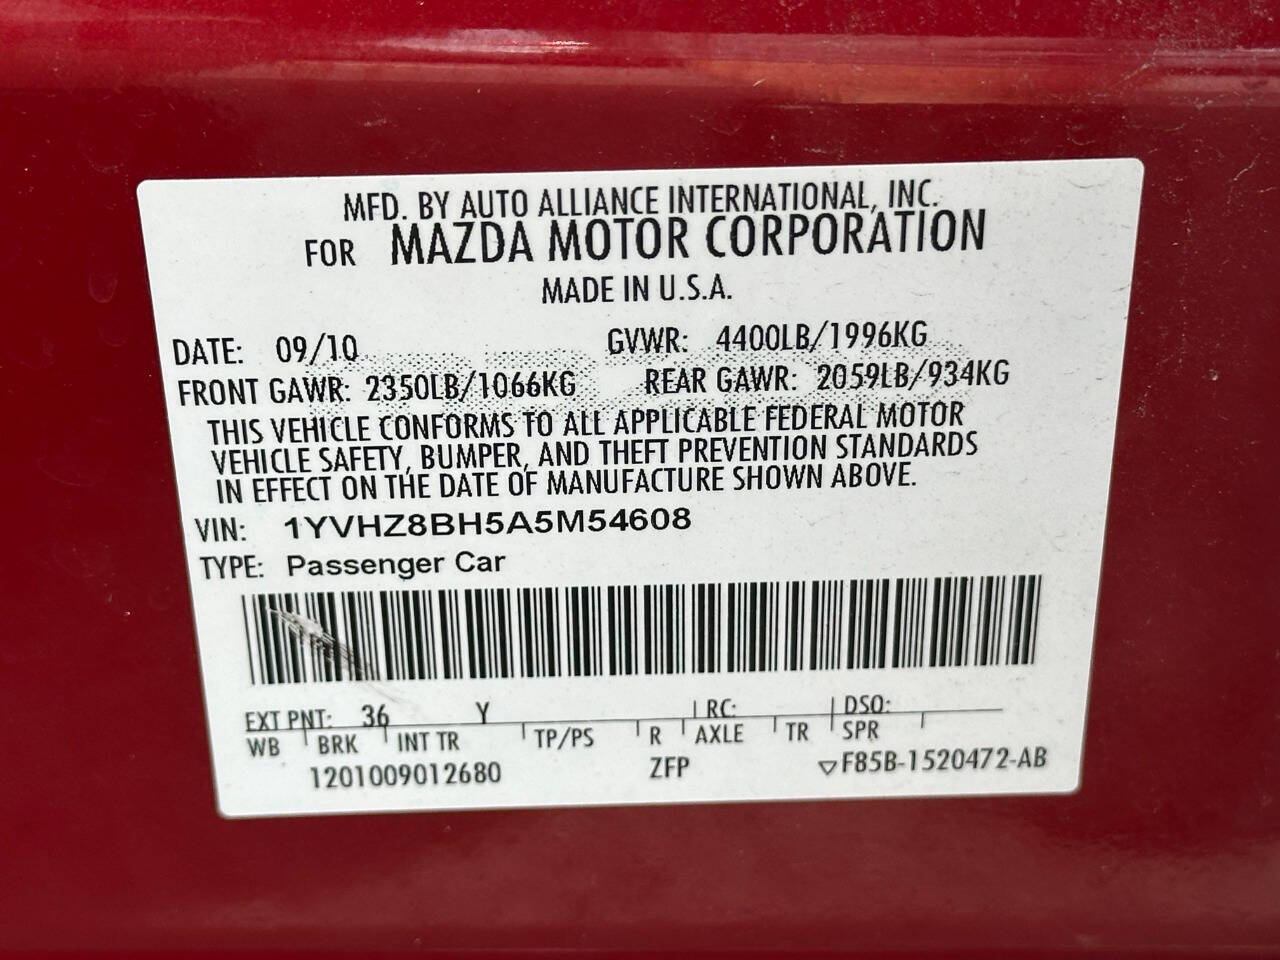 MFD. BY AUTO ALLIANCE INTERNATIONAL, INC.
FOR MAZDA MOTOR CORPORATION
MADE IN U.S.A.
DATE: 09/10 GVWR: 4400LB/1996KG
FRONT GAWR: 2350LB/1066KG REAR GAWR: 2059LB/934KG
THIS VEHICLE CONFORMS TO ALL APPLICABLE FEDERAL MOTOR
VEHICLE SAFETY, BUMPER, AND THEFT PREVENTION STANDARDS
IN EFFECT ON THE DATE OF MANUFACTURE SHOWN ABOVE.
VIN: 1YVHZ8BH5A5M54608
TYPE: Passenger Car
EXT PNT: 36 Y RC: DSO:
WB BRK INT TR TP/PS R AXLE TR SPR
1201009012680 ZFP ▽F85B-1520472-AB